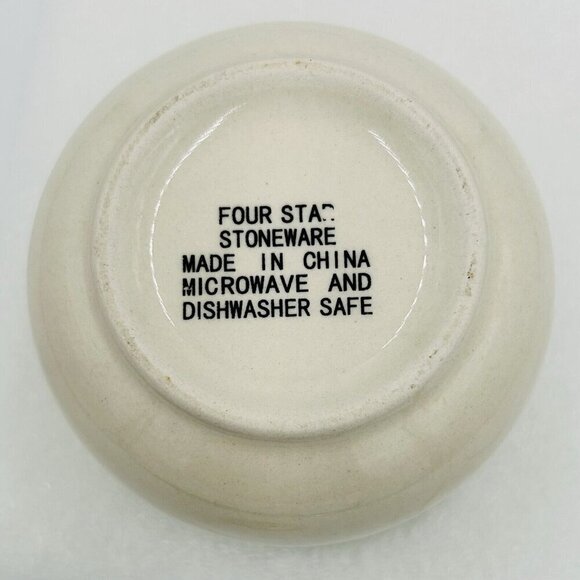 FOUR STAR
STONEWARE
MADE IN CHINA
MICROWAVE AND
DISHWASHER SAFE